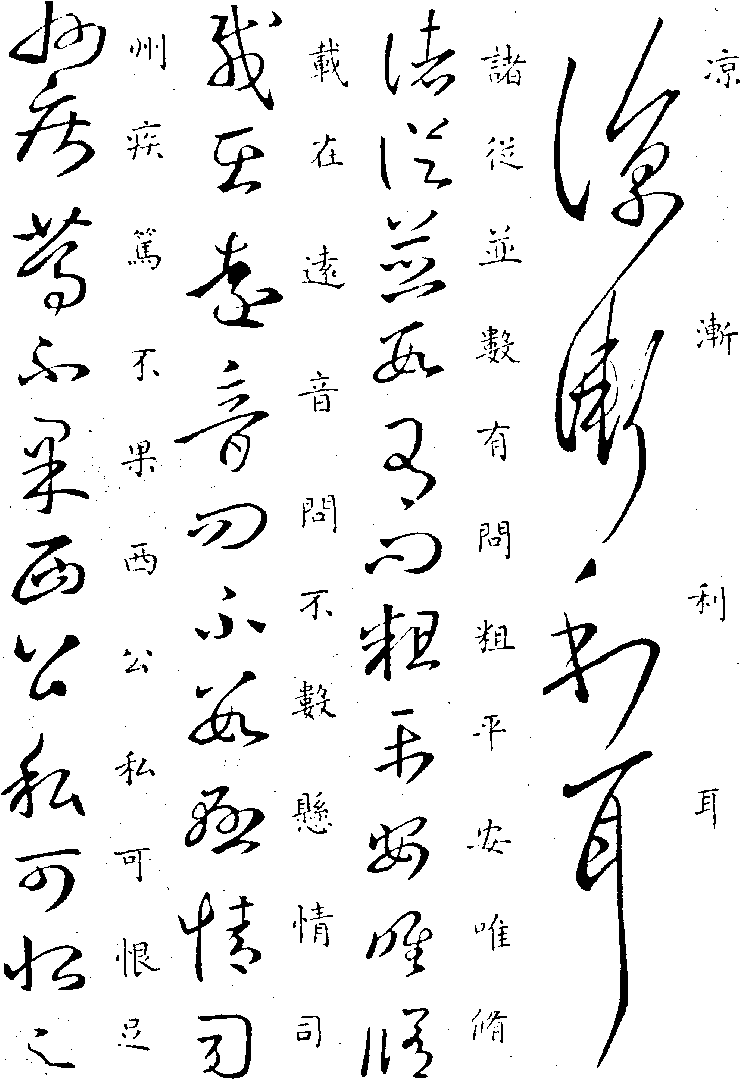 凉漸利耳
諸從並數有問粗平安唯脩
載在遠音問不數懸情司
州疾篤不果西公私可恨足